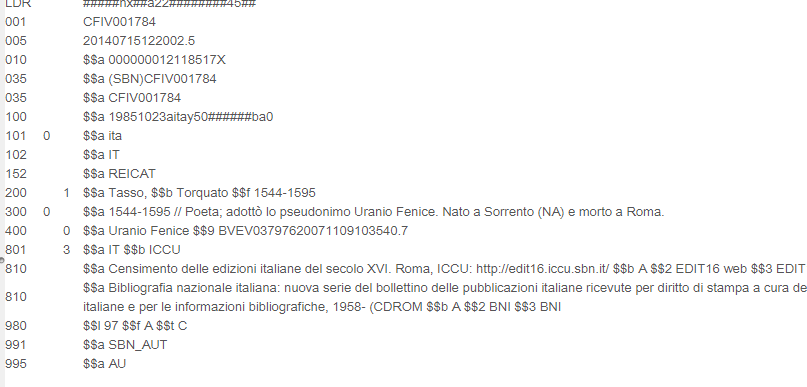 LDR #####nx##a22########45##
001 CFIV001784
005 20140715122002.5
010 $$a 000000012118517X
035 $$a (SBN)CFIV001784
035 $$a CFIV001784
100 $$a 19851023aitay50######ba0
101 0 $$a ita
102 $$a IT
152 $$a REICAT
200 1 $$a Tasso, $$b Torquato $$f 1544-1595
300 0 $$a 1544-1595 // Poeta; adottò lo pseudonimo Uranio Fenice. Nato a Sorrento (NA) e morto a Roma.
400 0 $$a Uranio Fenice $$9 BVEV03797620071109103540.7
801 3 $$a IT $$b ICCU
810 $$a Censimento delle edizioni italiane del secolo XVI. Roma, ICCU: http://edit16.iccu.sbn.it/ $$b A $$2 EDIT16 web $$3 EDIT
810 $$a Bibliografia nazionale italiana: nuova serie del bollettino delle pubblicazioni italiane ricevute per diritto di stampa a cura de
italiane e per le informazioni bibliografiche, 1958- (CDROM $$b A $$2 BNI $$3 BNI
980 $$l 97 $$f A $$t C
991 $$a SBN_AUT
995 $$a AU